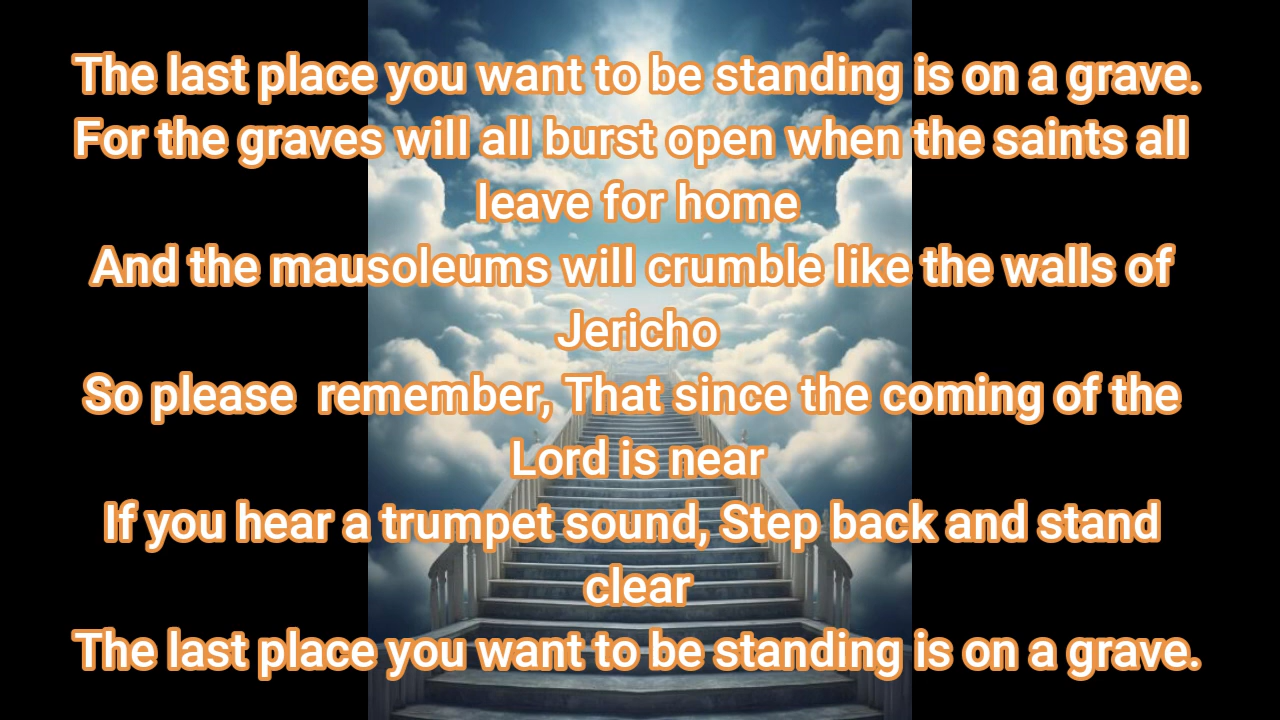 The last place you want to be standing is on a grave.
For the graves will all burst open when the saints all
leave for home
And the mausoleums will crumble like the walls of
Jericho
So please  remember, That since the coming of the
Lord is near
If you hear a trumpet sound, Step back and stand
clear
The last place you want to be standing is on a grave.